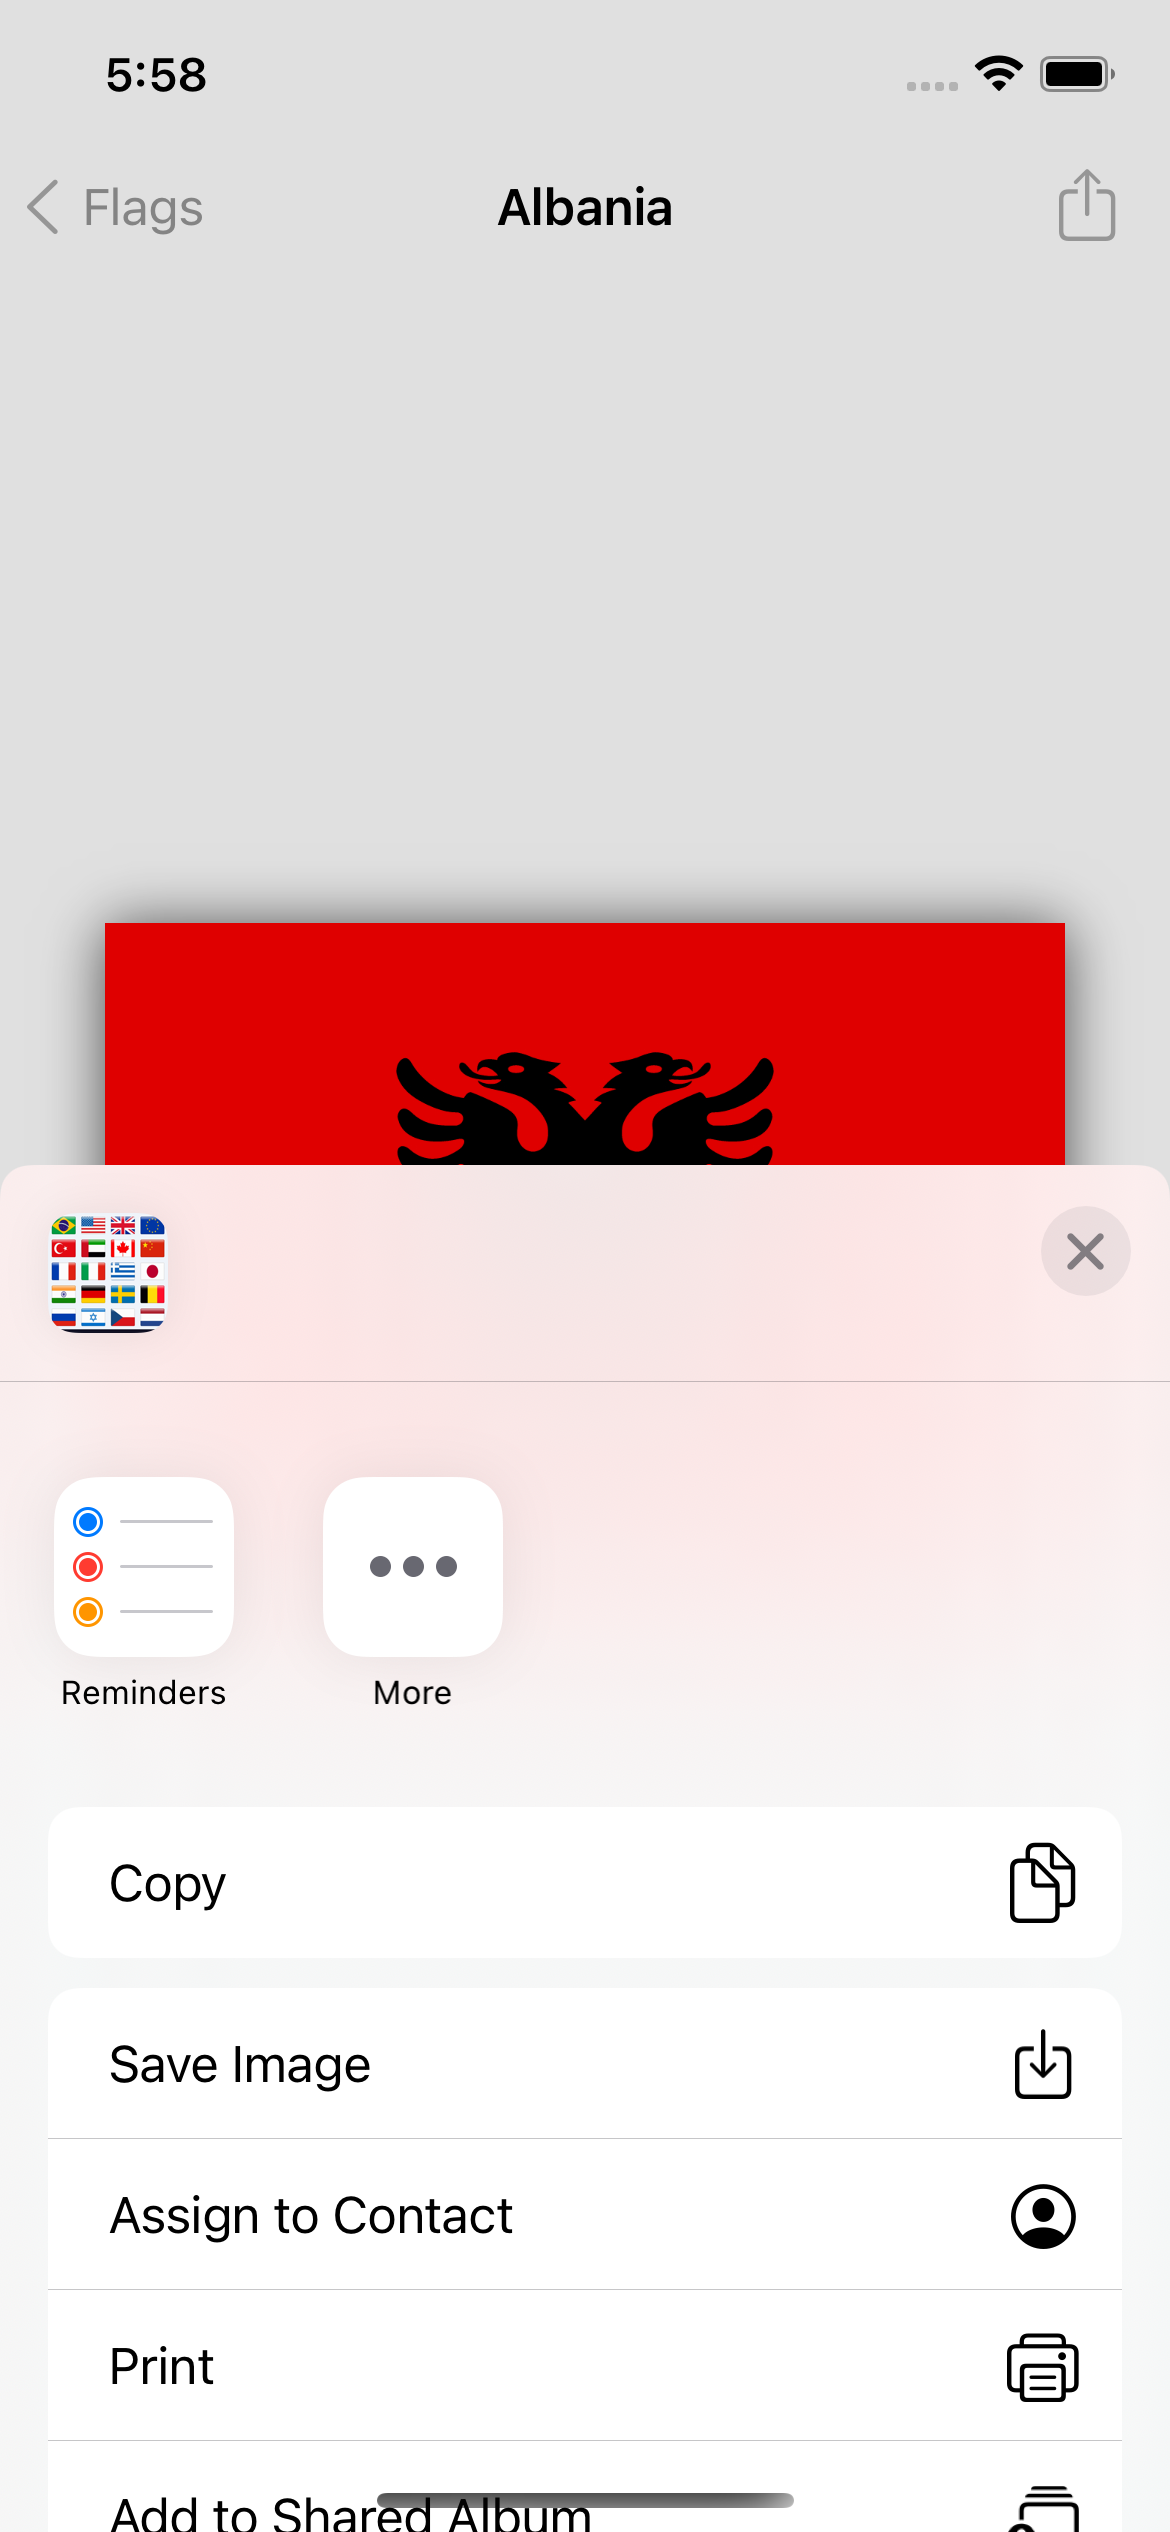 5:58
Flags
Albania
Reminders
More
Copy
Save Image
Assign to Contact
Print
Add to Shared Album